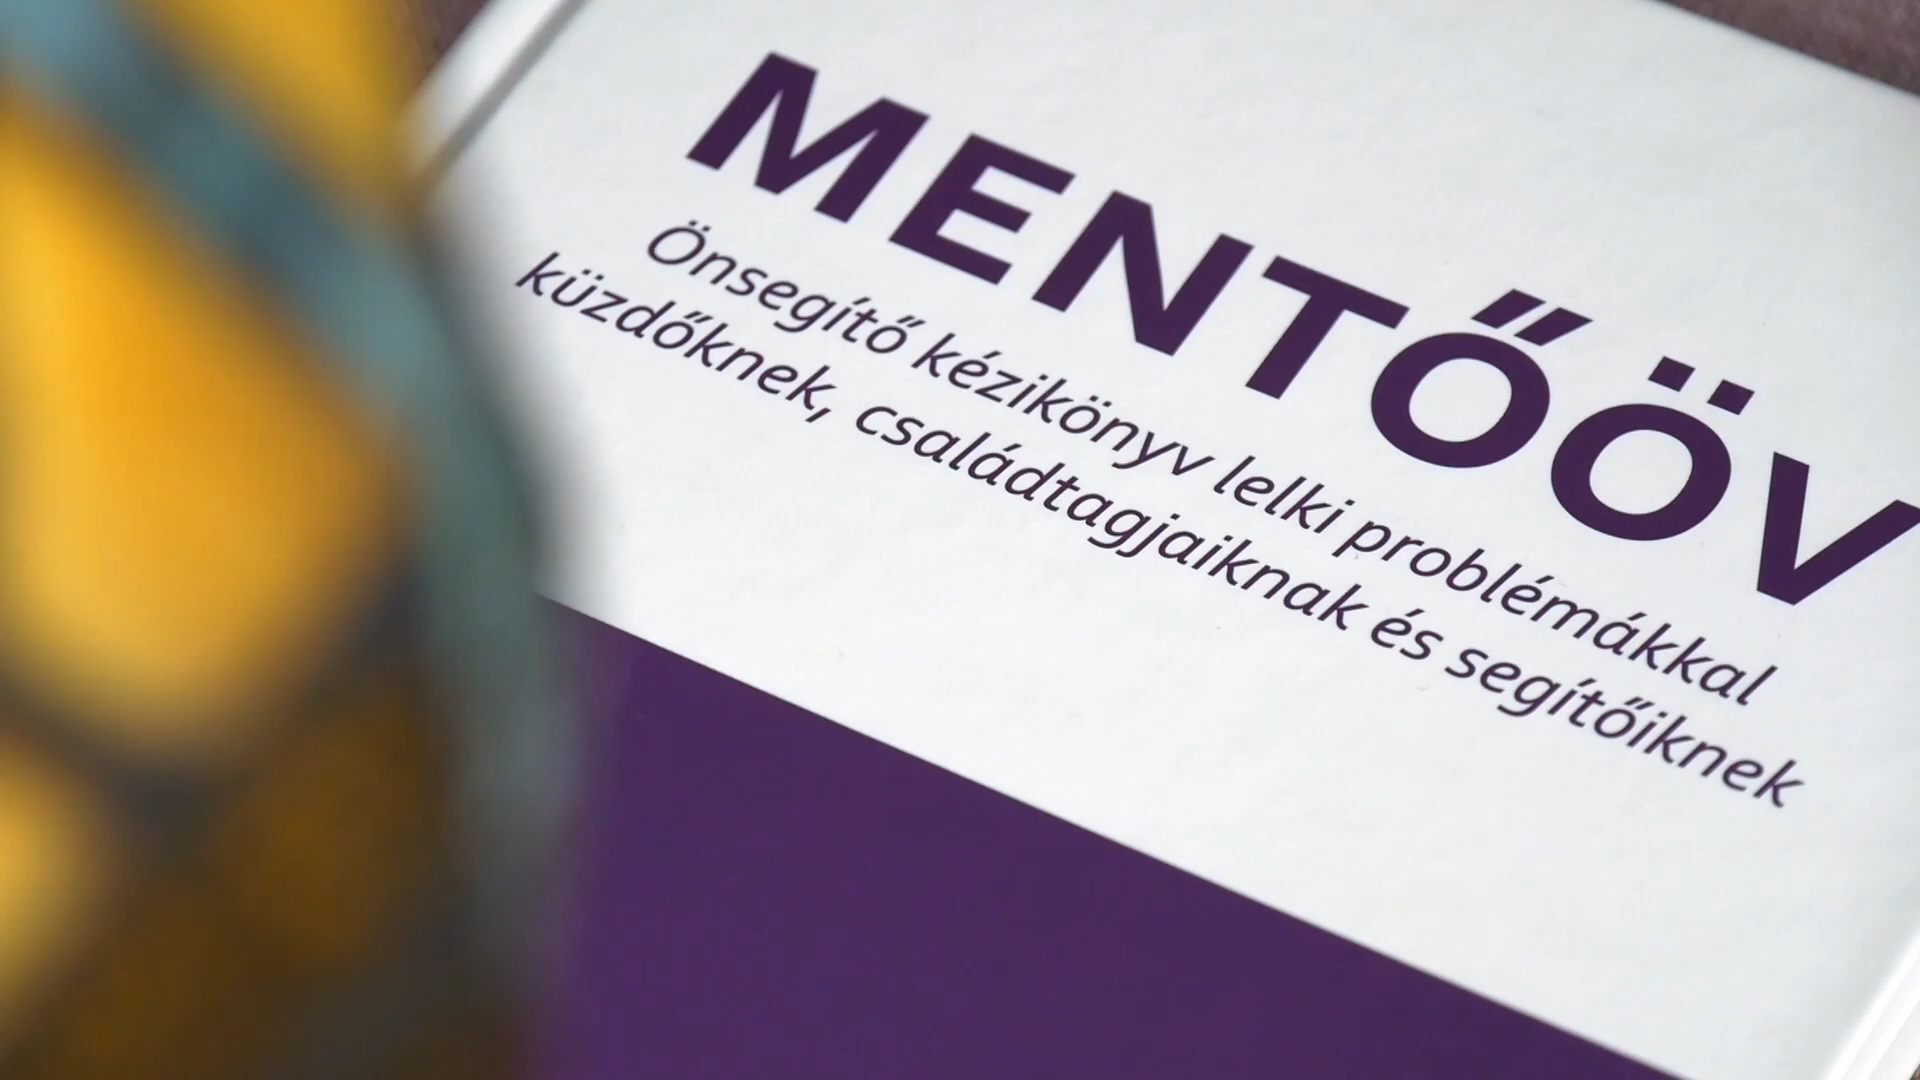 MENTŐÖV
Önsegítő kézikönyv lelki problémákkal
küzdőknek, családtagjaiknak és segítőiknek